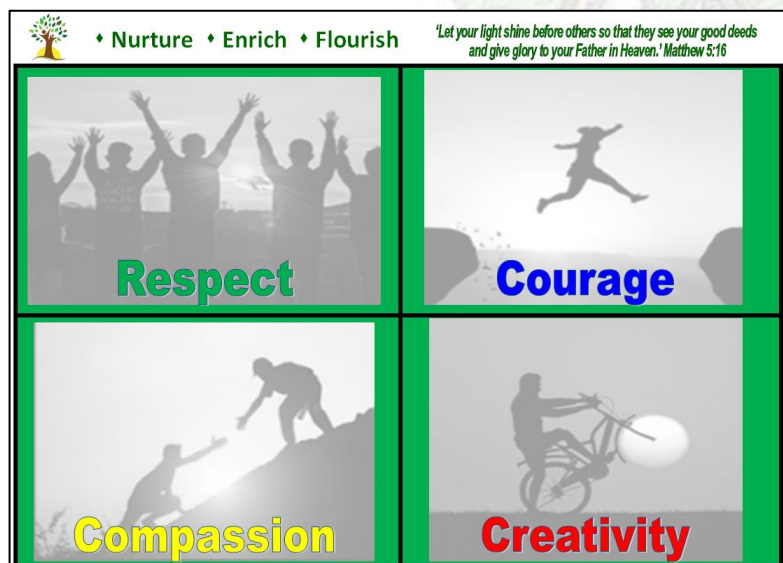 ♦ Nurture ♦ Enrich ♦ Flourish
'Let your light shine before others so that they see your good deeds
and give glory to your Father in Heaven.' Matthew 5:16
Respect
Courage
Compassion
Creativity